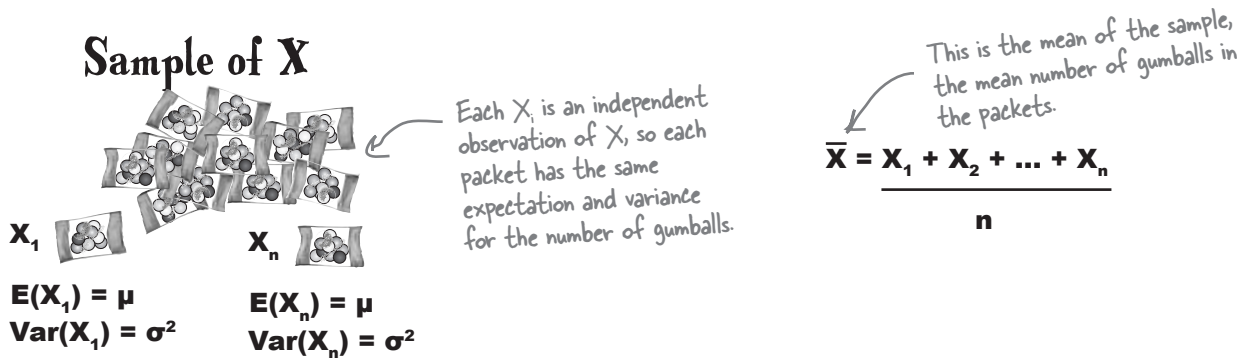 Sample of X
Each Xᵢ is an independent
observation of X, so each
packet has the same
expectation and variance
for the number of gumballs.
X₁
Xₙ
E(X₁) = μ
Var(X₁) = σ²
E(Xₙ) = μ
Var(Xₙ) = σ²
This is the mean of the sample,
the mean number of gumballs in
the packets.
X̄ = X₁ + X₂ + ... + Xₙ
n